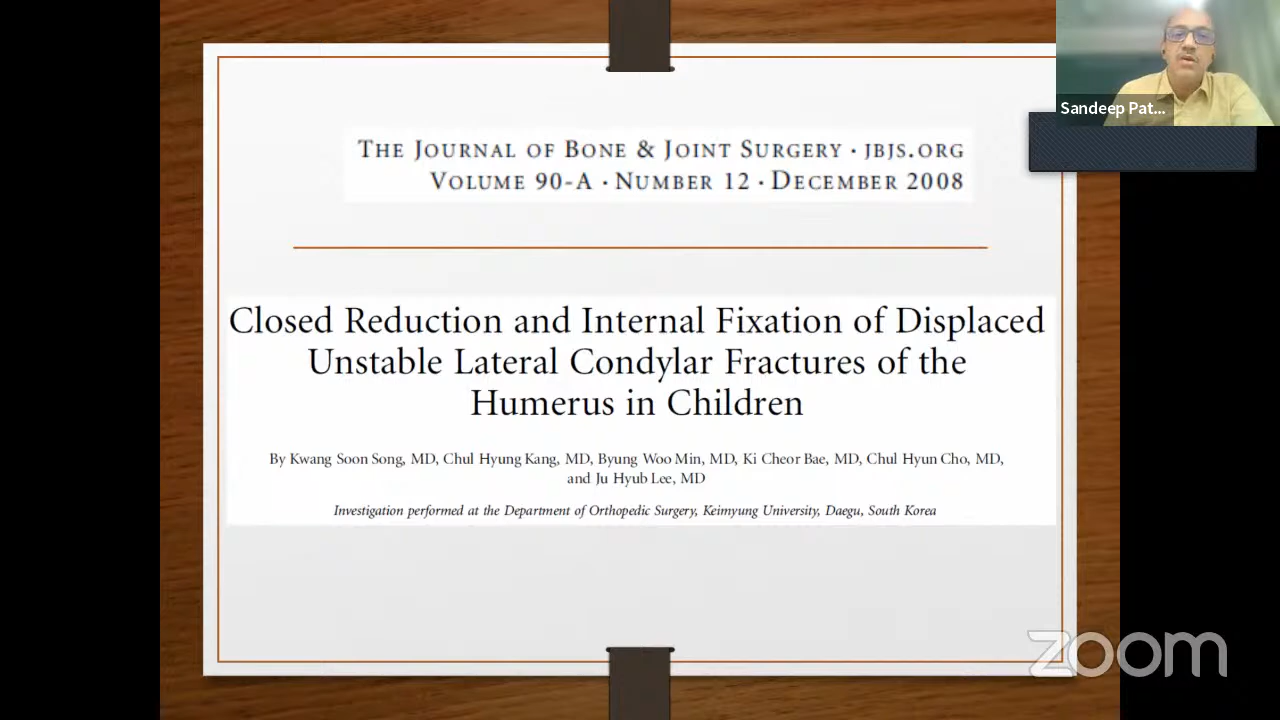 Sandeep Pat...
THE JOURNAL OF BONE & JOINT SURGERY · JBJS.ORG
VOLUME 90-A · NUMBER 12 · DECEMBER 2008
Closed Reduction and Internal Fixation of Displaced
Unstable Lateral Condylar Fractures of the
Humerus in Children
By Kwang Soon Song, MD, Chul Hyung Kang, MD, Byung Woo Min, MD, Ki Cheor Bae, MD, Chul Hyun Cho, MD,
and Ju Hyub Lee, MD
Investigation performed at the Department of Orthopedic Surgery, Keimyung University, Daegu, South Korea
zoom